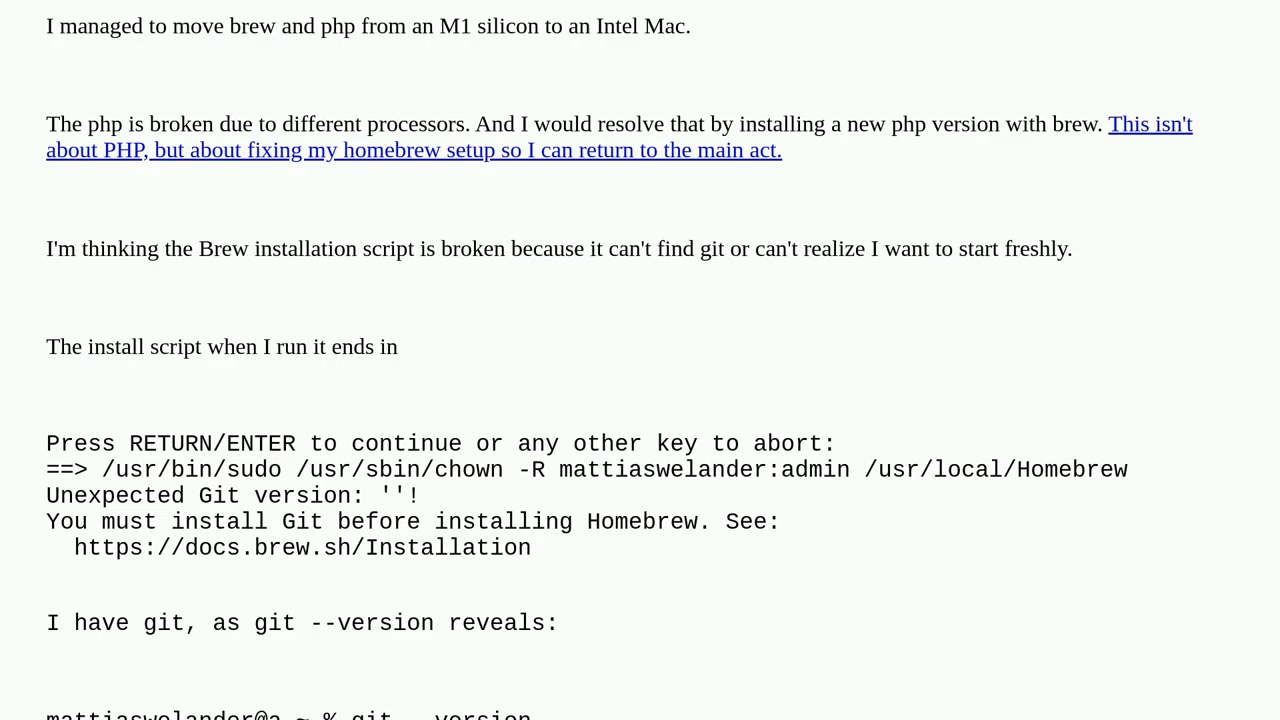 I managed to move brew and php from an M1 silicon to an Intel Mac.
The php is broken due to different processors. And I would resolve that by installing a new php version with brew. This isn't
about PHP, but about fixing my homebrew setup so I can return to the main act.
I'm thinking the Brew installation script is broken because it can't find git or can't realize I want to start freshly.
The install script when I run it ends in
Press RETURN/ENTER to continue or any other key to abort:
==> /usr/bin/sudo /usr/sbin/chown -R mattiaswelander:admin /usr/local/Homebrew
Unexpected Git version: ''!
You must install Git before installing Homebrew. See:
  https://docs.brew.sh/Installation
I have git, as git --version reveals:
mattiaswelander@a ~ % git --version